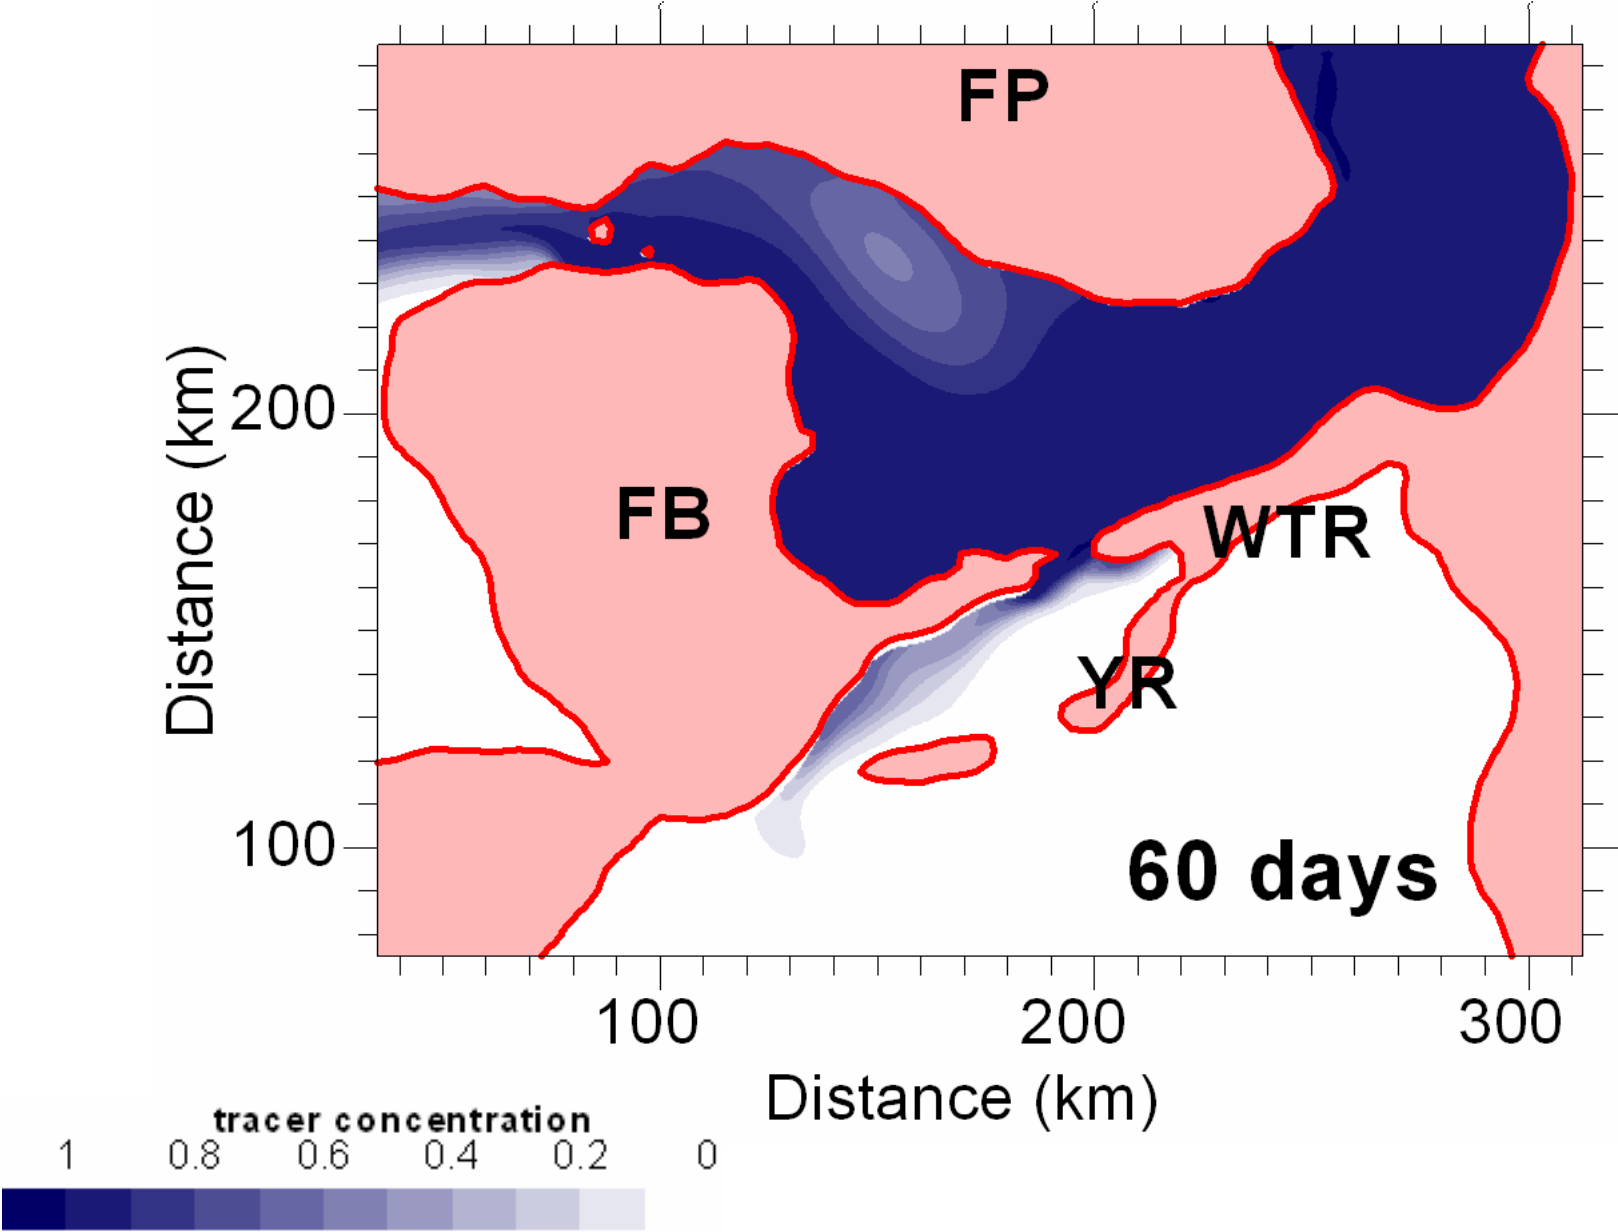 FP
200
FB
WTR
YR
Distance (km)
100
60 days
100 200 300
Distance (km)
tracer concentration
1 0.8 0.6 0.4 0.2 0